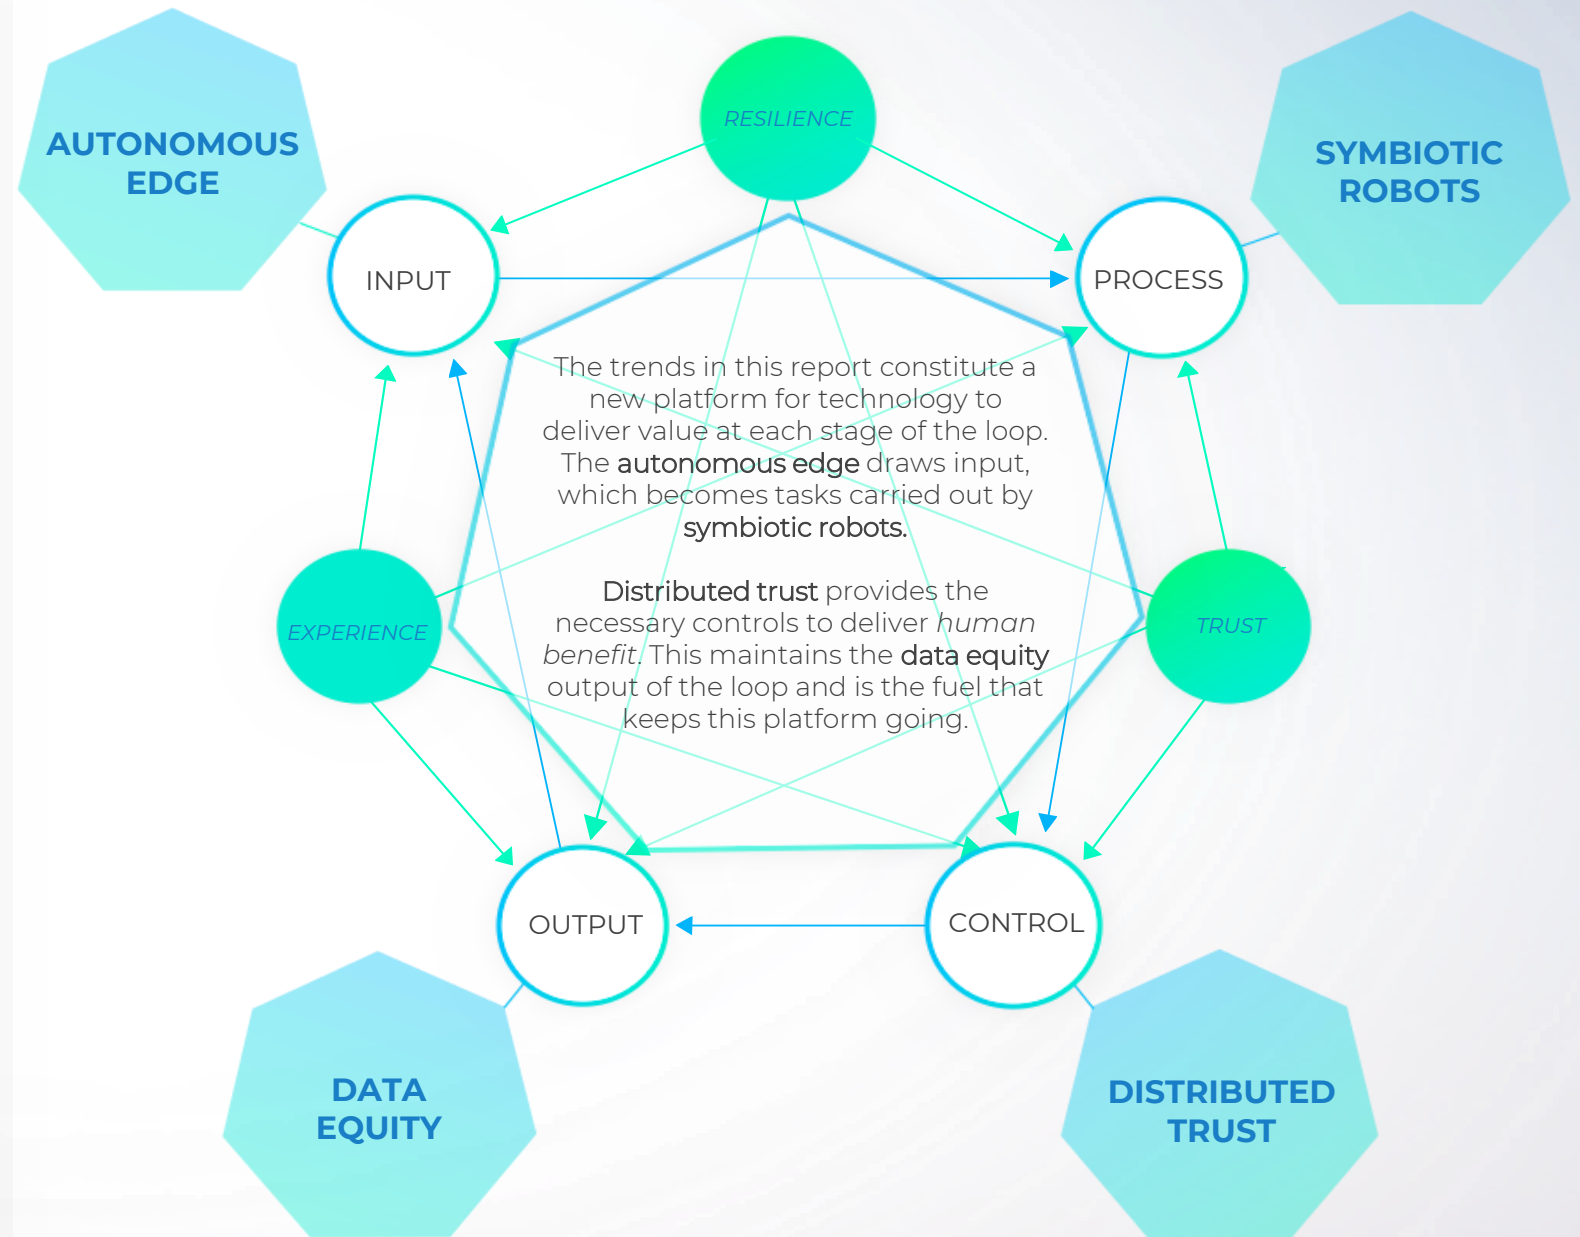 AUTONOMOUS
EDGE
RESILIENCE
SYMBIOTIC
ROBOTS
INPUT
PROCESS
The trends in this report constitute a
new platform for technology to
deliver value at each stage of the loop.
The autonomous edge draws input,
which becomes tasks carried out by
symbiotic robots.
Distributed trust provides the
necessary controls to deliver human
benefit. This maintains the data equity
output of the loop and is the fuel that
keeps this platform going.
EXPERIENCE
TRUST
OUTPUT
CONTROL
DATA
EQUITY
DISTRIBUTED
TRUST